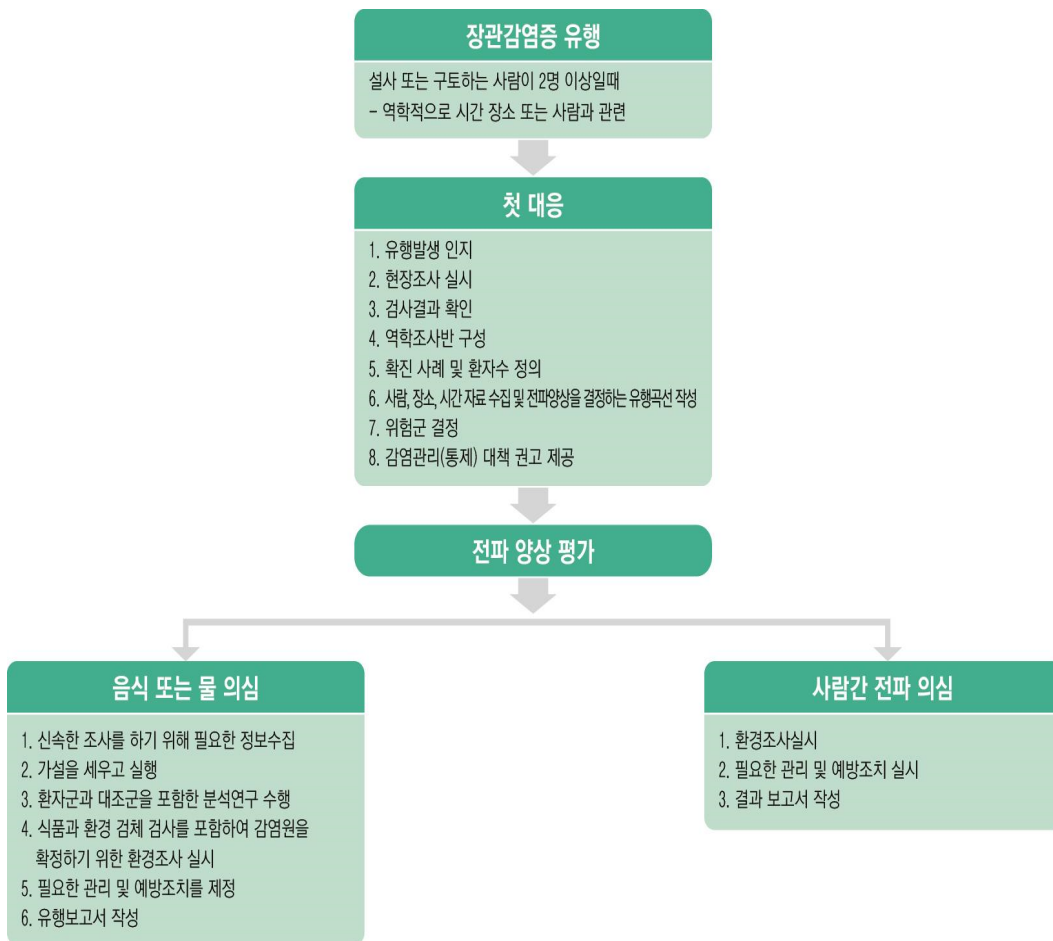 장관감염증 유행
설사 또는 구토하는 사람이 2명 이상일때
- 역학적으로 시간 장소 또는 사람과 관련
첫 대응
1. 유행발생 인지
2. 현장조사 실시
3. 검사결과 확인
4. 역학조사반 구성
5. 확진 사례 및 환자수 정의
6. 사람, 장소, 시간 자료 수집 및 전파양상을 결정하는 유행곡선 작성
7. 위험군 결정
8. 감염관리(통제) 대책 권고 제공
전파 양상 평가
음식 또는 물 의심
1. 신속한 조사를 하기 위해 필요한 정보수집
2. 가설을 세우고 실행
3. 환자군과 대조군을 포함한 분석연구 수행
4. 식품과 환경 검체 검사를 포함하여 감염원을
확정하기 위한 환경조사 실시
5. 필요한 관리 및 예방조치를 제정
6. 유행보고서 작성
사람간 전파 의심
1. 환경조사실시
2. 필요한 관리 및 예방조치 실시
3. 결과 보고서 작성